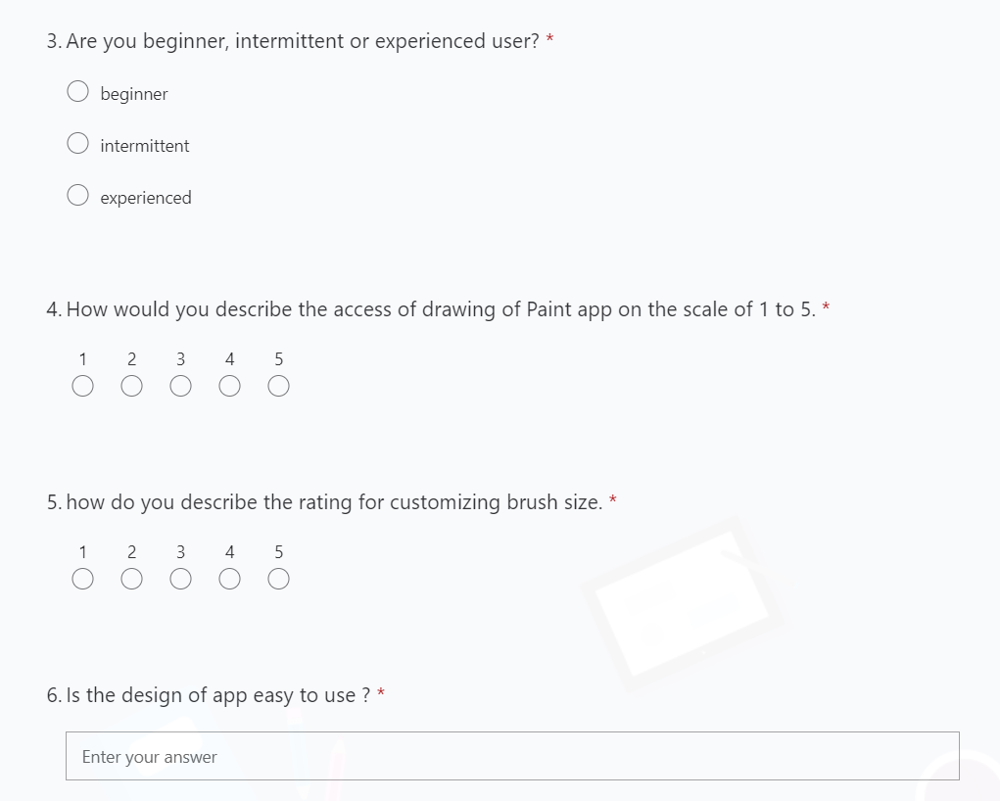 3. Are you beginner, intermittent or experienced user? *
beginner
intermittent
experienced
4. How would you describe the access of drawing of Paint app on the scale of 1 to 5. *
1 2 3 4 5
5. how do you describe the rating for customizing brush size. *
1 2 3 4 5
6. Is the design of app easy to use ? *
Enter your answer